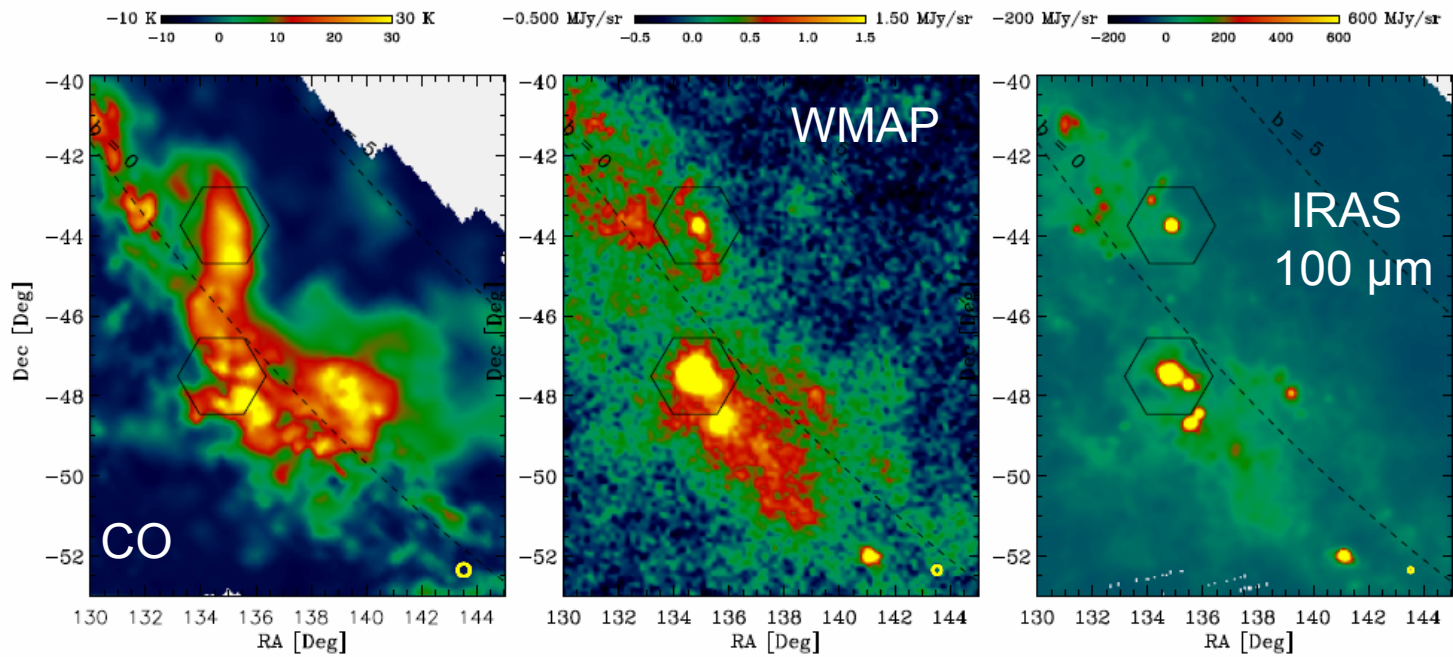 −10 K 30 K −0.500 MJy/sr 1.50 MJy/sr −200 MJy/sr 600 MJy/sr
−10 0 10 20 30 −0.5 0.0 0.5 1.0 1.5 −200 0 200 400 600
−40 −40 −40
b = 0 b = 5 b = 0 b = 0 b = 5
WMAP
−42 −42 −42
IRAS
100 µm
−44 −44 −44
Dec [Deg] Dec [Deg] Dec [Deg]
−46 −46 −46
−48 −48 −48
−50 −50 −50
CO
−52 −52 −52
130 132 134 136 138 140 142 144 130 132 134 136 138 140 142 144 130 132 134 136 138 140 142 144
RA [Deg] RA [Deg] RA [Deg]